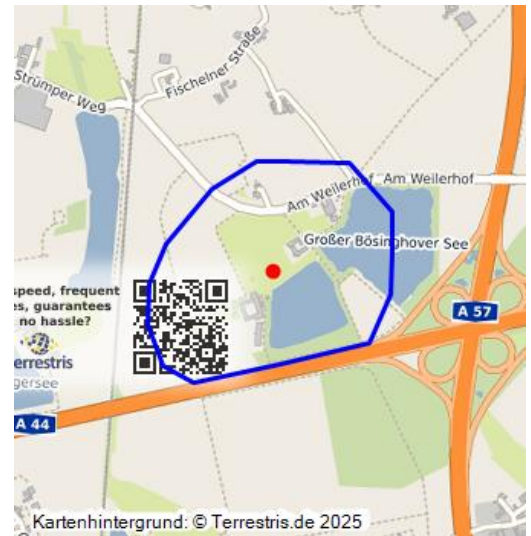 Strümper Weg
Fischelner Straße
Am Weilerhof Am Weilerhof
Großer Bösinghover See
speed, frequent
es, guarantees
no hassle?
A 57
terrestris
gersee
A 44
Kartenhintergrund: © Terrestris.de 2025